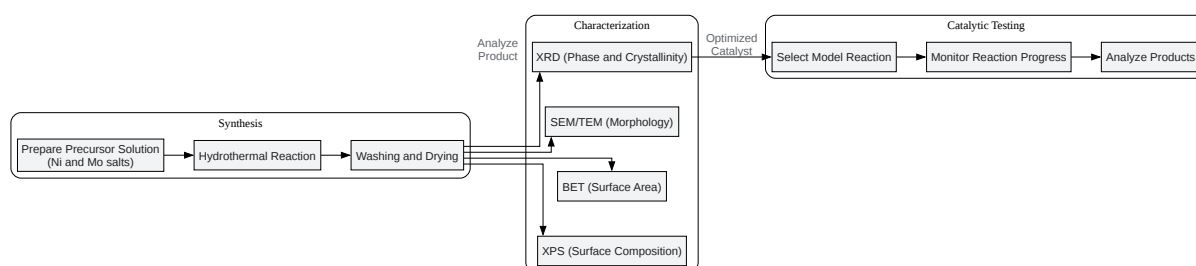 Synthesis
Prepare Precursor Solution
(Ni and Mo salts)
Hydrothermal Reaction
Washing and Drying
Analyze
Product
Characterization
XRD (Phase and Crystallinity)
SEM/TEM (Morphology)
BET (Surface Area)
XPS (Surface Composition)
Optimized
Catalyst
Catalytic Testing
Select Model Reaction
Monitor Reaction Progress
Analyze Products